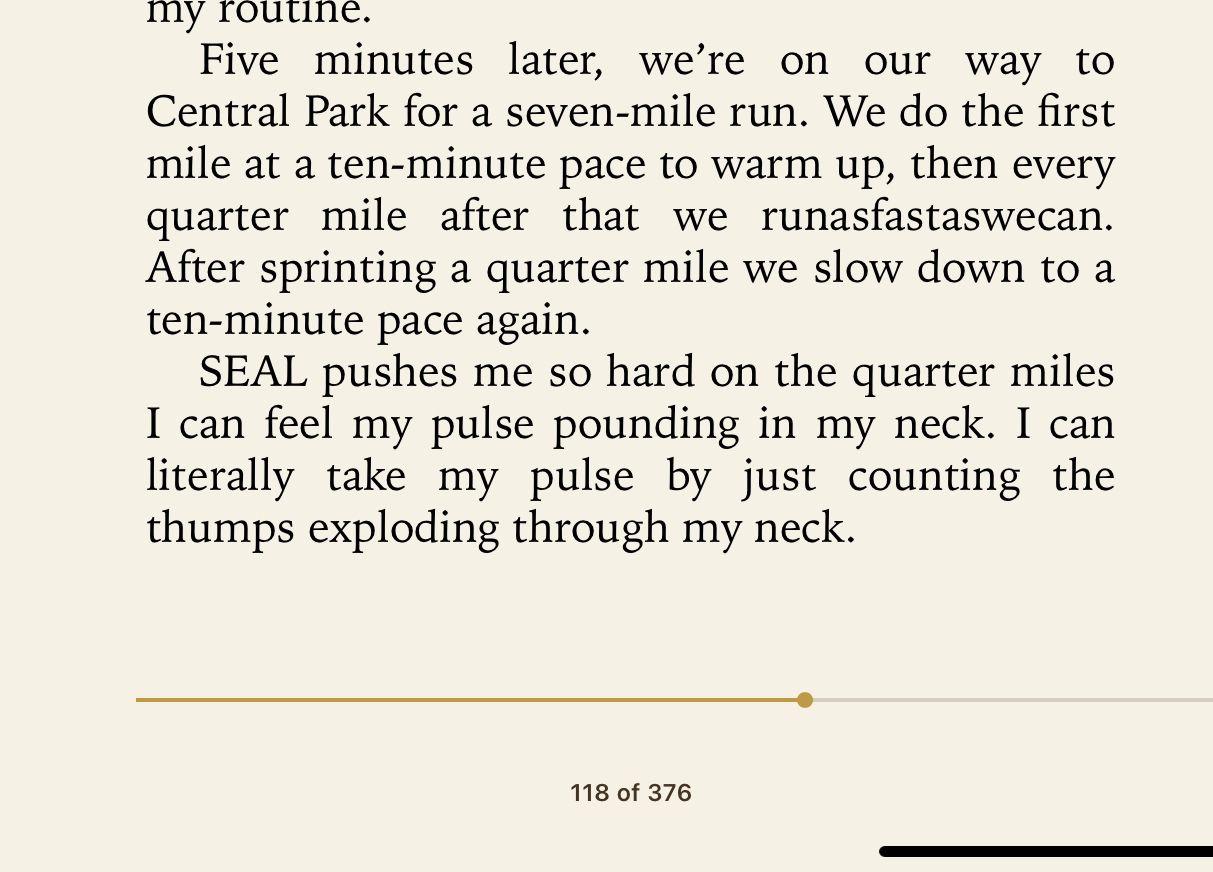 my routine.
Five minutes later, we’re on our way to
Central Park for a seven-mile run. We do the first
mile at a ten-minute pace to warm up, then every
quarter mile after that we runasfastaswecan.
After sprinting a quarter mile we slow down to a
ten-minute pace again.
SEAL pushes me so hard on the quarter miles
I can feel my pulse pounding in my neck. I can
literally take my pulse by just counting the
thumps exploding through my neck.
118 of 376